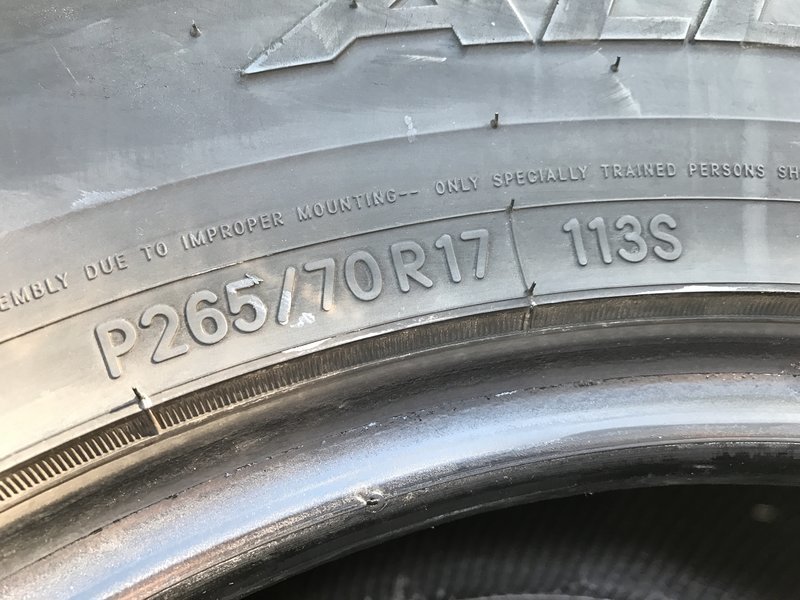 EMBLY DUE TO IMPROPER MOUNTING-- ONLY SPECIALLY TRAINED PERSONS SH
P265/70R17 113S